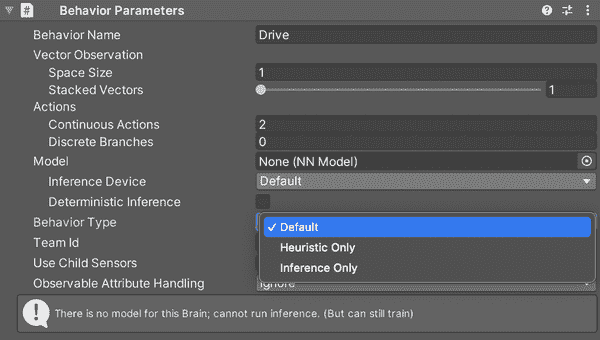 Behavior Parameters
Behavior Name Drive
Vector Observation
Space Size 1
Stacked Vectors 1
Actions
Continuous Actions 2
Discrete Branches 0
Model None (NN Model)
Inference Device Default
Deterministic Inference
Behavior Type
Default
Team Id
Heuristic Only
Use Child Sensors
Inference Only
Observable Attribute Handling Ignore
There is no model for this Brain; cannot run inference. (But can still train)